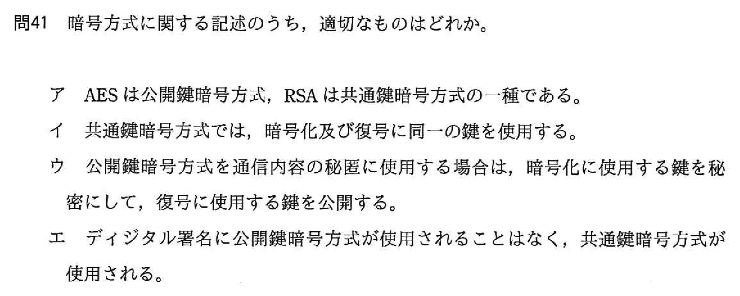 問41 暗号方式に関する記述のうち，適切なものはどれか。
ア AES は公開鍵暗号方式，RSA は共通鍵暗号方式の一種である。
イ 共通鍵暗号方式では，暗号化及び復号に同一の鍵を使用する。
ウ 公開鍵暗号方式を通信内容の秘匿に使用する場合は，暗号化に使用する鍵を秘
密にして，復号に使用する鍵を公開する。
エ ディジタル署名に公開鍵暗号方式が使用されることはなく，共通鍵暗号方式が
使用される。